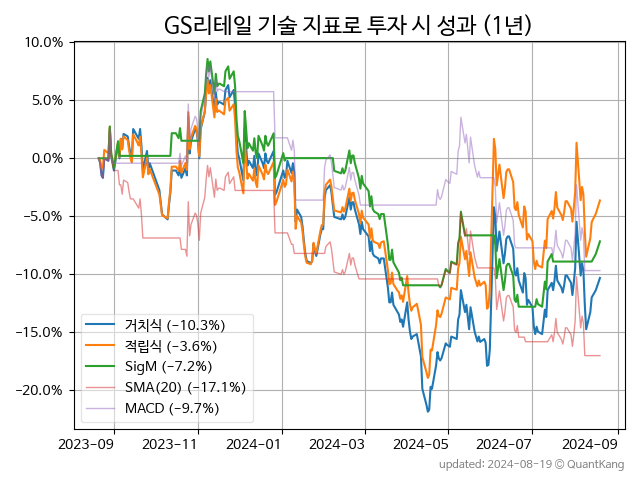 GS리테일 기술 지표로 투자 시 성과 (1년)
10.0%
5.0%
0.0%
−5.0%
−10.0%
−15.0%
−20.0%
거치식 (−10.3%)
적립식 (−3.6%)
SigM (−7.2%)
SMA(20) (−17.1%)
MACD (−9.7%)
2023-09 2023-11 2024-01 2024-03 2024-05 2024-07 2024-09
updated: 2024-08-19 © QuantKang